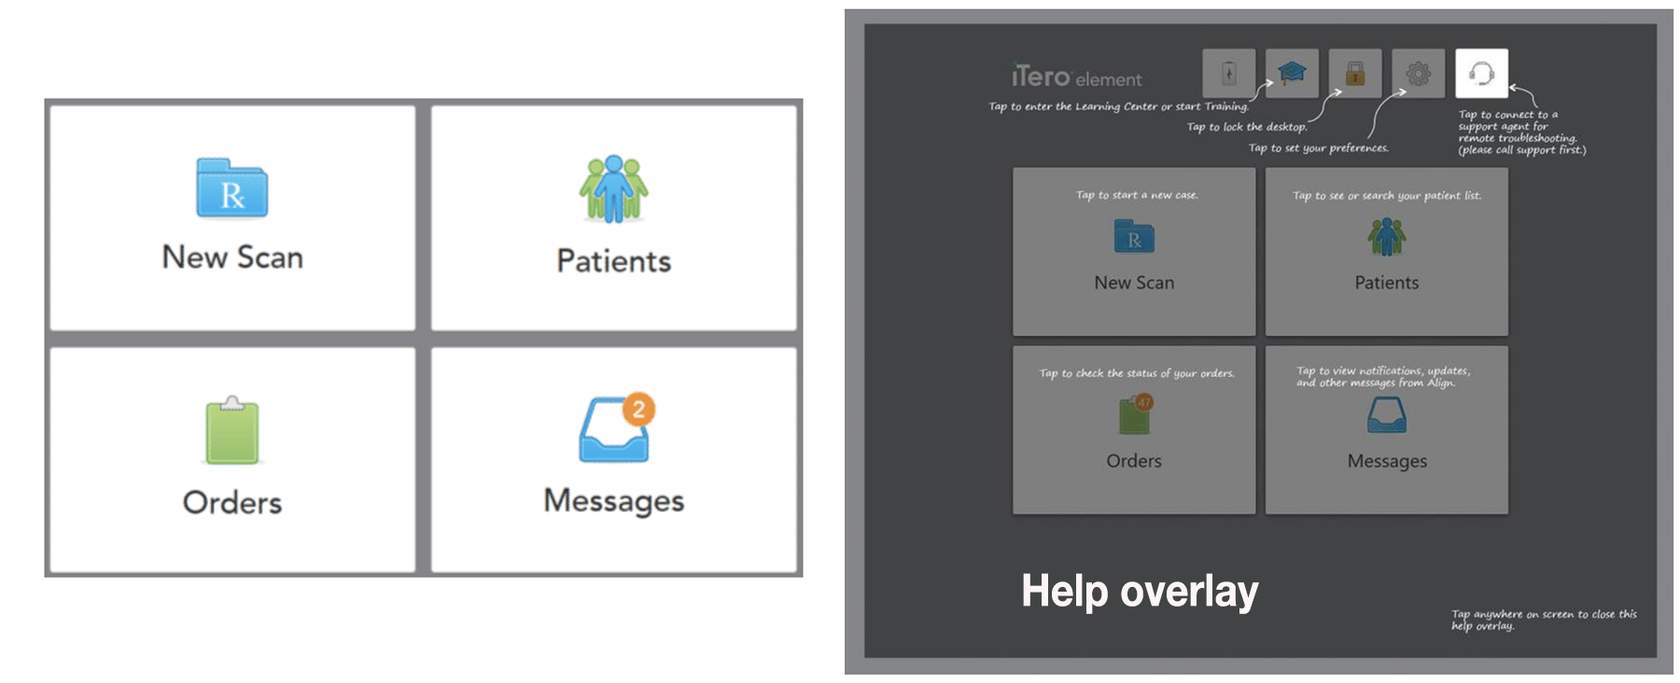 Rx
New Scan
Patients
Orders
2
Messages
iTero element
Tap to enter the Learning Center or start Training.
Tap to lock the desktop.
Tap to set your preferences.
Tap to connect to a
support agent for
remote troubleshooting.
(please call support first.)
Tap to start a new case.
Rx
New Scan
Tap to see or search your patient list.
Patients
Tap to check the status of your orders.
47
Orders
Tap to view notifications, updates,
and other messages from Align.
Messages
Help overlay
Tap anywhere on screen to close this
help overlay.